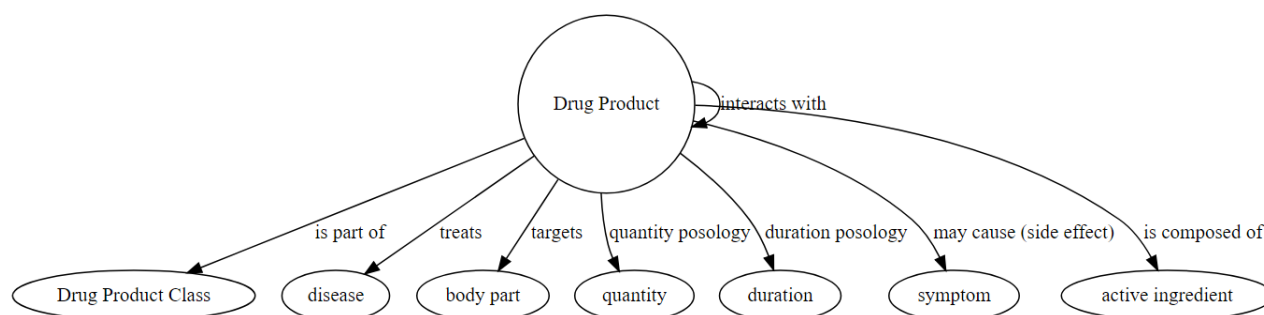 Drug Product
interacts with
is part of
treats
targets
quantity posology
duration posology
may cause (side effect)
is composed of
Drug Product Class
disease
body part
quantity
duration
symptom
active ingredient